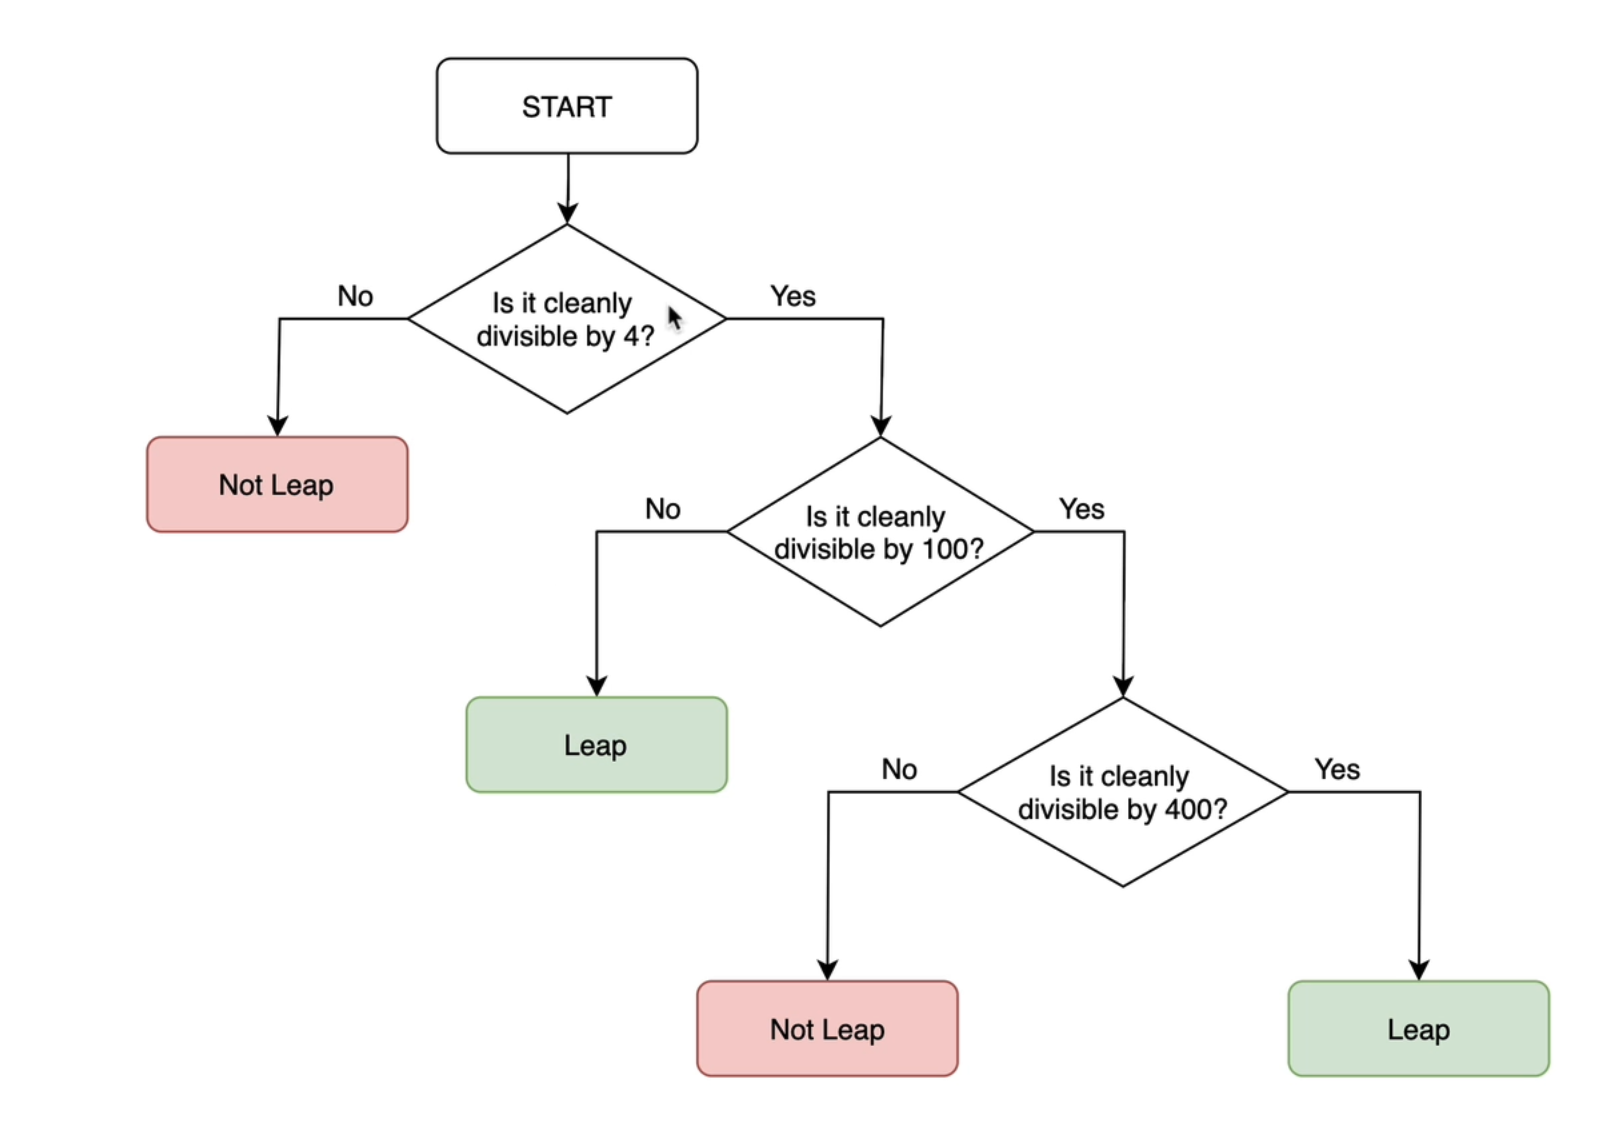 START
No
Yes
Is it cleanly
divisible by 4?
Not Leap
No
Yes
Is it cleanly
divisible by 100?
Leap
No
Yes
Is it cleanly
divisible by 400?
Not Leap
Leap